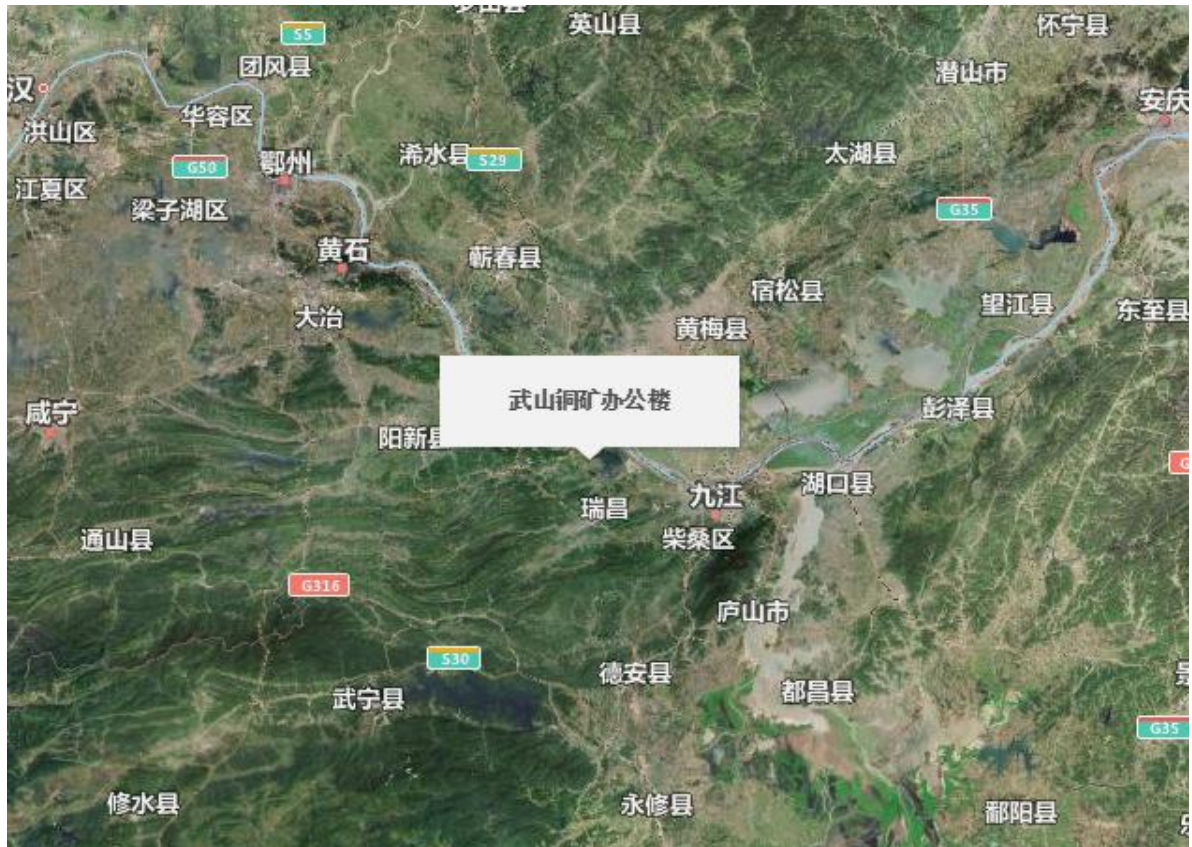 英山县
怀宁县
S5
团风县
潜山市
汉
华容区
安庆
洪山区
鄂州
浠水县
S29
太湖县
G50
江夏区
梁子湖区
G35
黄石
蕲春县
宿松县
望江县
东至县
大冶
黄梅县
武山铜矿办公楼
咸宁
彭泽县
阳新县
湖口县
九江
瑞昌
通山县
柴桑区
G316
庐山市
S30
德安县
都昌县
武宁县
G35
修水县
永修县
鄱阳县